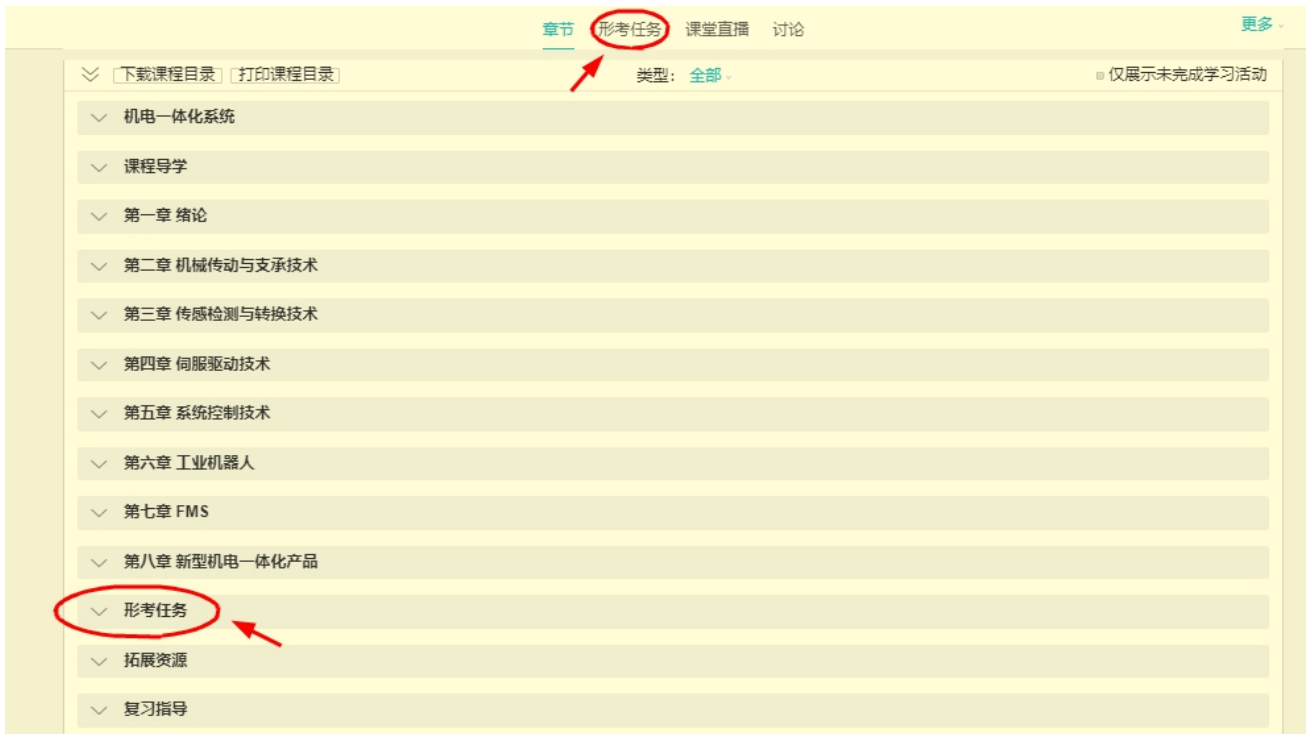 章节 形考任务 课堂直播 讨论 更多
下载课程目录 打印课程目录 类型: 全部 仅展示未完成学习活动
机电一体化系统
课程导学
第一章 绪论
第二章 机械传动与支承技术
第三章 传感检测与转换技术
第四章 伺服驱动技术
第五章 系统控制技术
第六章 工业机器人
第七章 FMS
第八章 新型机电一体化产品
形考任务
拓展资源
复习指导